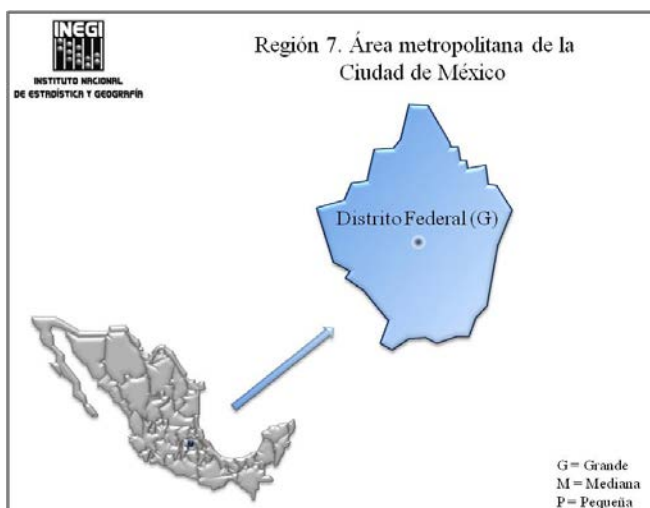 INEGI
INSTITUTO NACIONAL
DE ESTADÍSTICA Y GEOGRAFÍA
Región 7. Área metropolitana de la
Ciudad de México
Distrito Federal (G)
G = Grande
M = Mediana
P = Pequeña